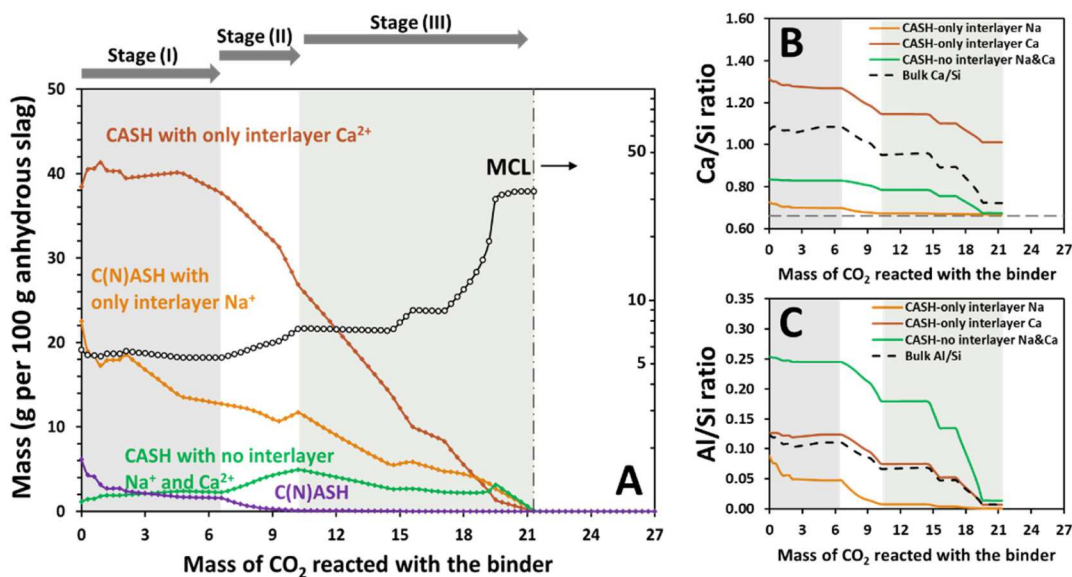 Stage (I)
Stage (II)
Stage (III)
50
40
30
20
10
0
Mass (g per 100 g anhydrous slag)
CASH with only interlayer Ca²⁺
MCL
C(N)ASH with
only interlayer Na⁺
CASH with no interlayer
Na⁺ and Ca²⁺
C(N)ASH
50
10
5
A
0 3 6 9 12 15 18 21 24 27
Mass of CO₂ reacted with the binder
B
CASH-only interlayer Na
CASH-only interlayer Ca
CASH-no interlayer Na&Ca
Bulk Ca/Si
1.60
1.40
1.20
1.00
0.80
0.60
Ca/Si ratio
0 3 6 9 12 15 18 21 24 27
Mass of CO₂ reacted with the binder
C
CASH-only interlayer Na
CASH-only interlayer Ca
CASH-no interlayer Na&Ca
Bulk Al/Si
0.35
0.30
0.25
0.20
0.15
0.10
0.05
0.00
Al/Si ratio
0 3 6 9 12 15 18 21 24 27
Mass of CO₂ reacted with the binder